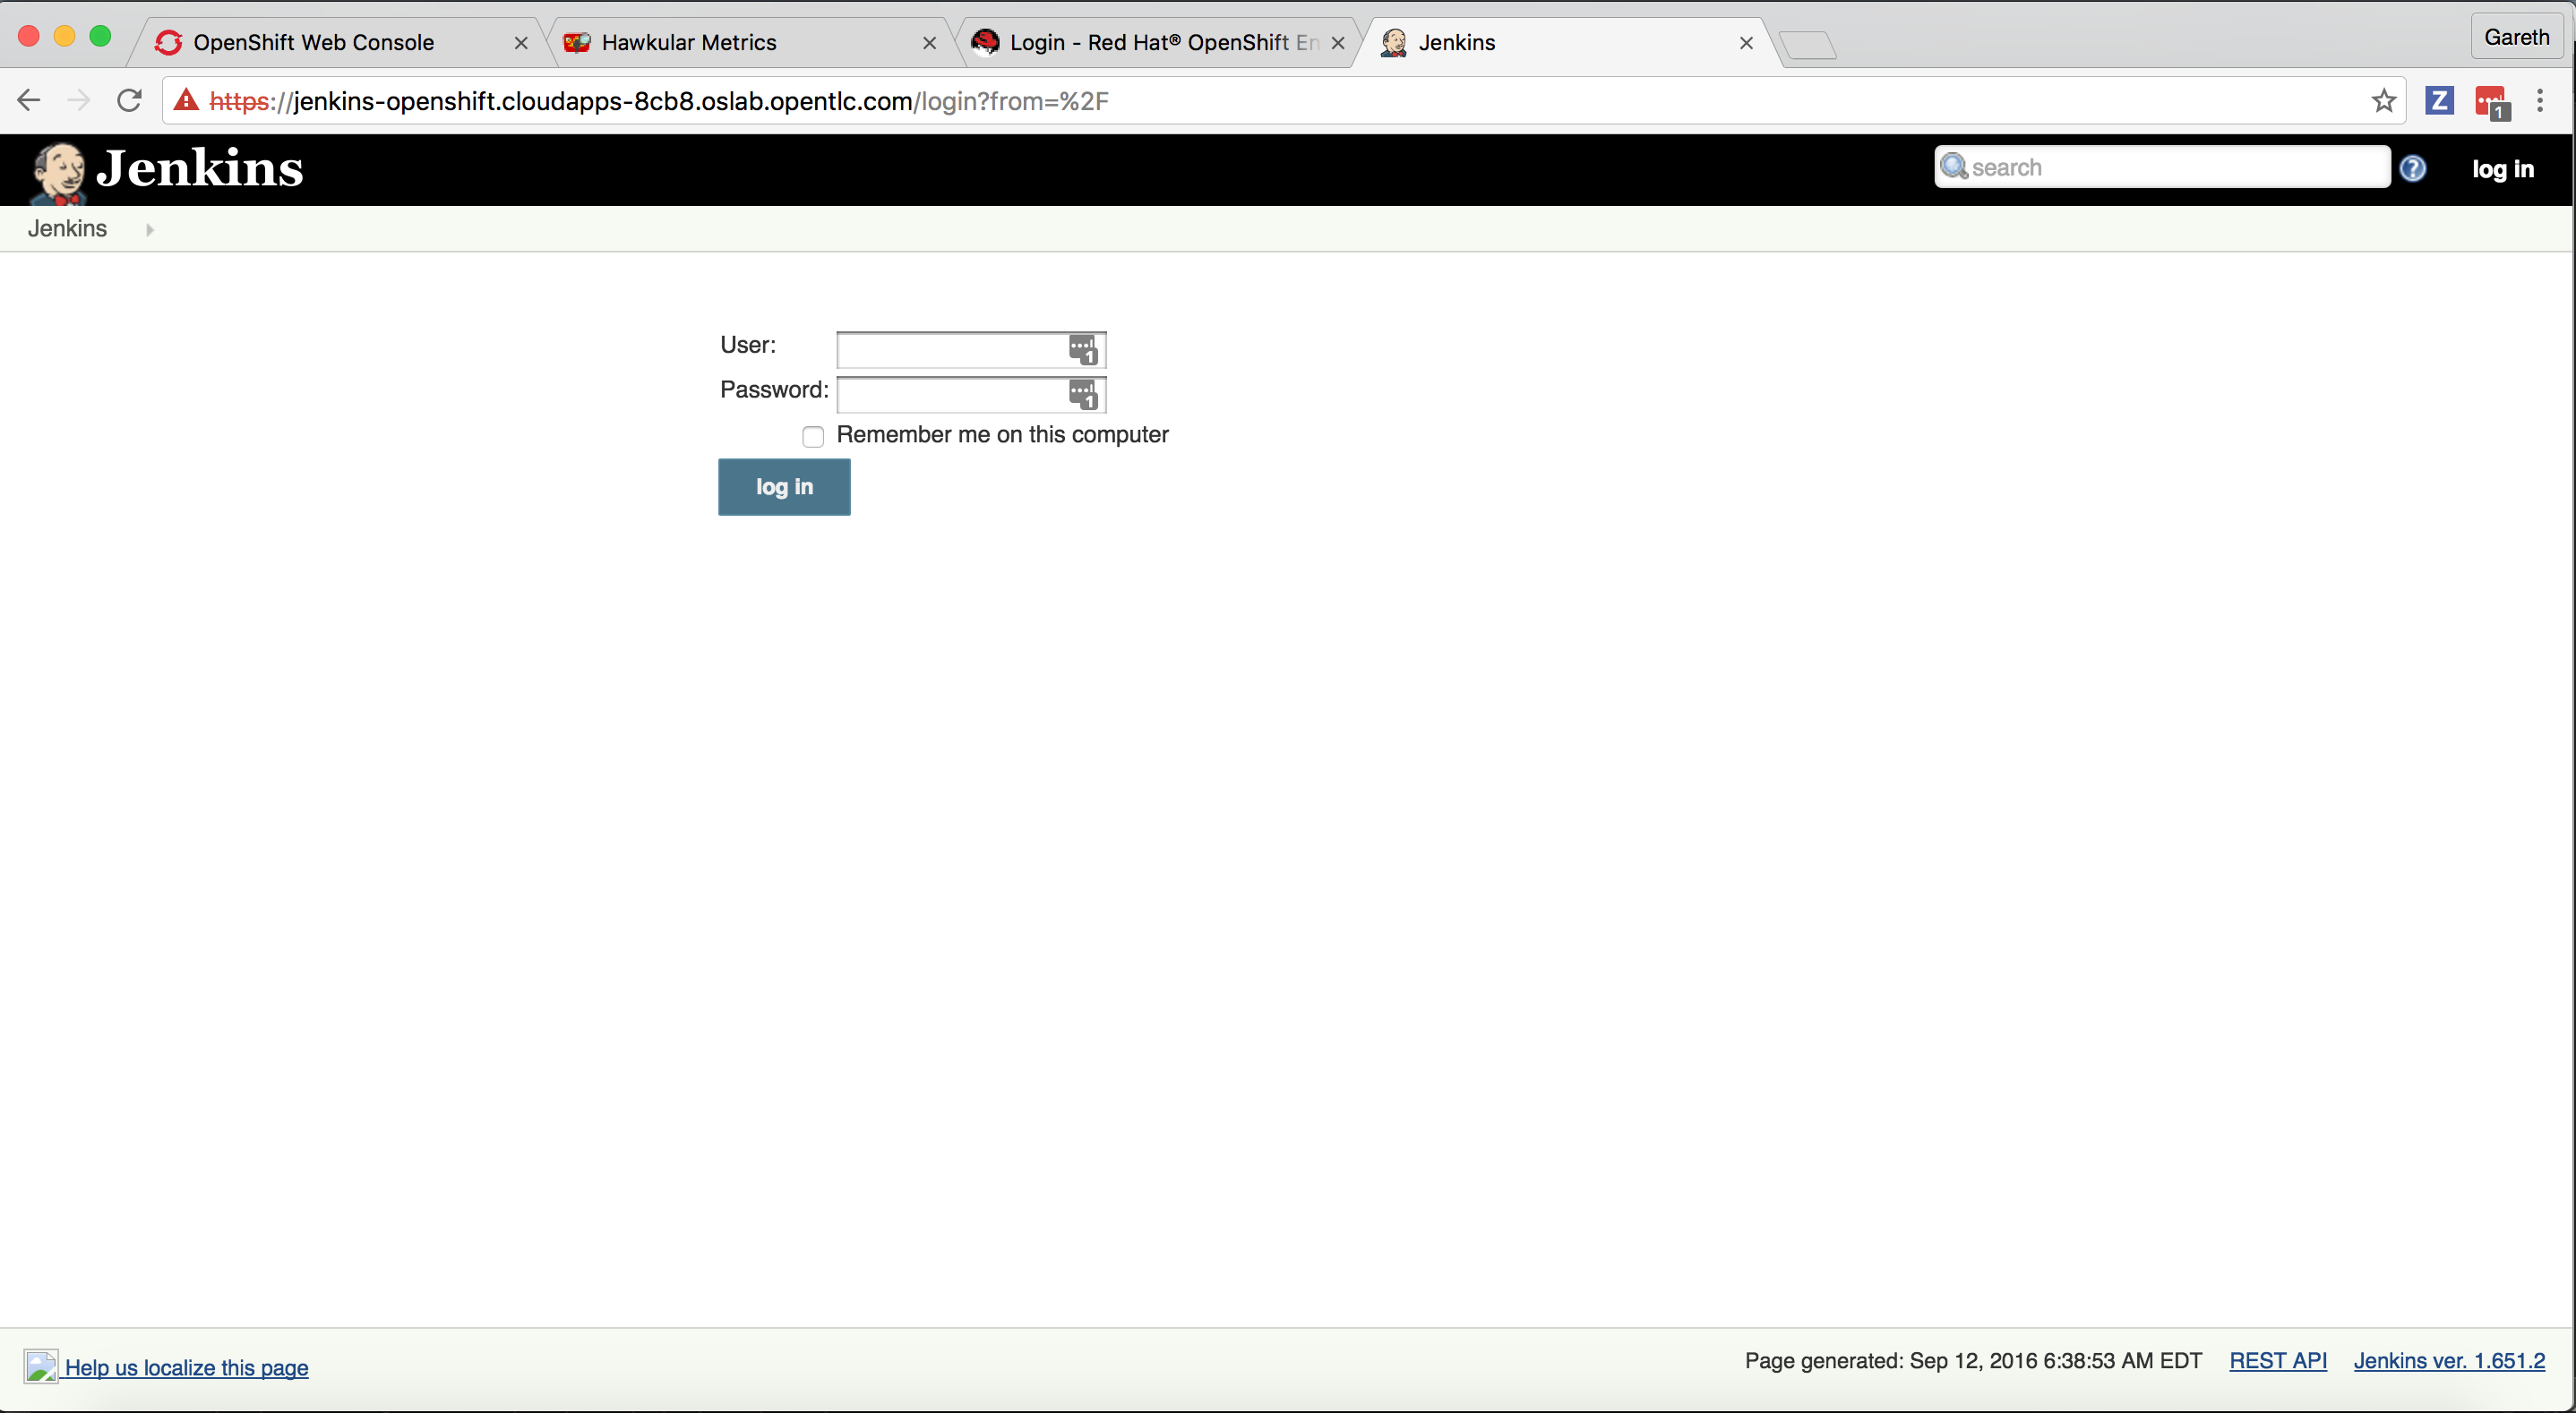 OpenShift Web Console
Hawkular Metrics
Login - Red Hat® OpenShift En
Jenkins
Gareth
https://jenkins-openshift.cloudapps-8cb8.oslab.opentlc.com/login?from=%2F
Z
1
Jenkins
search
?
log in
Jenkins
User:
1
Password:
1
Remember me on this computer
log in
Help us localize this page
Page generated: Sep 12, 2016 6:38:53 AM EDT
REST API
Jenkins ver. 1.651.2